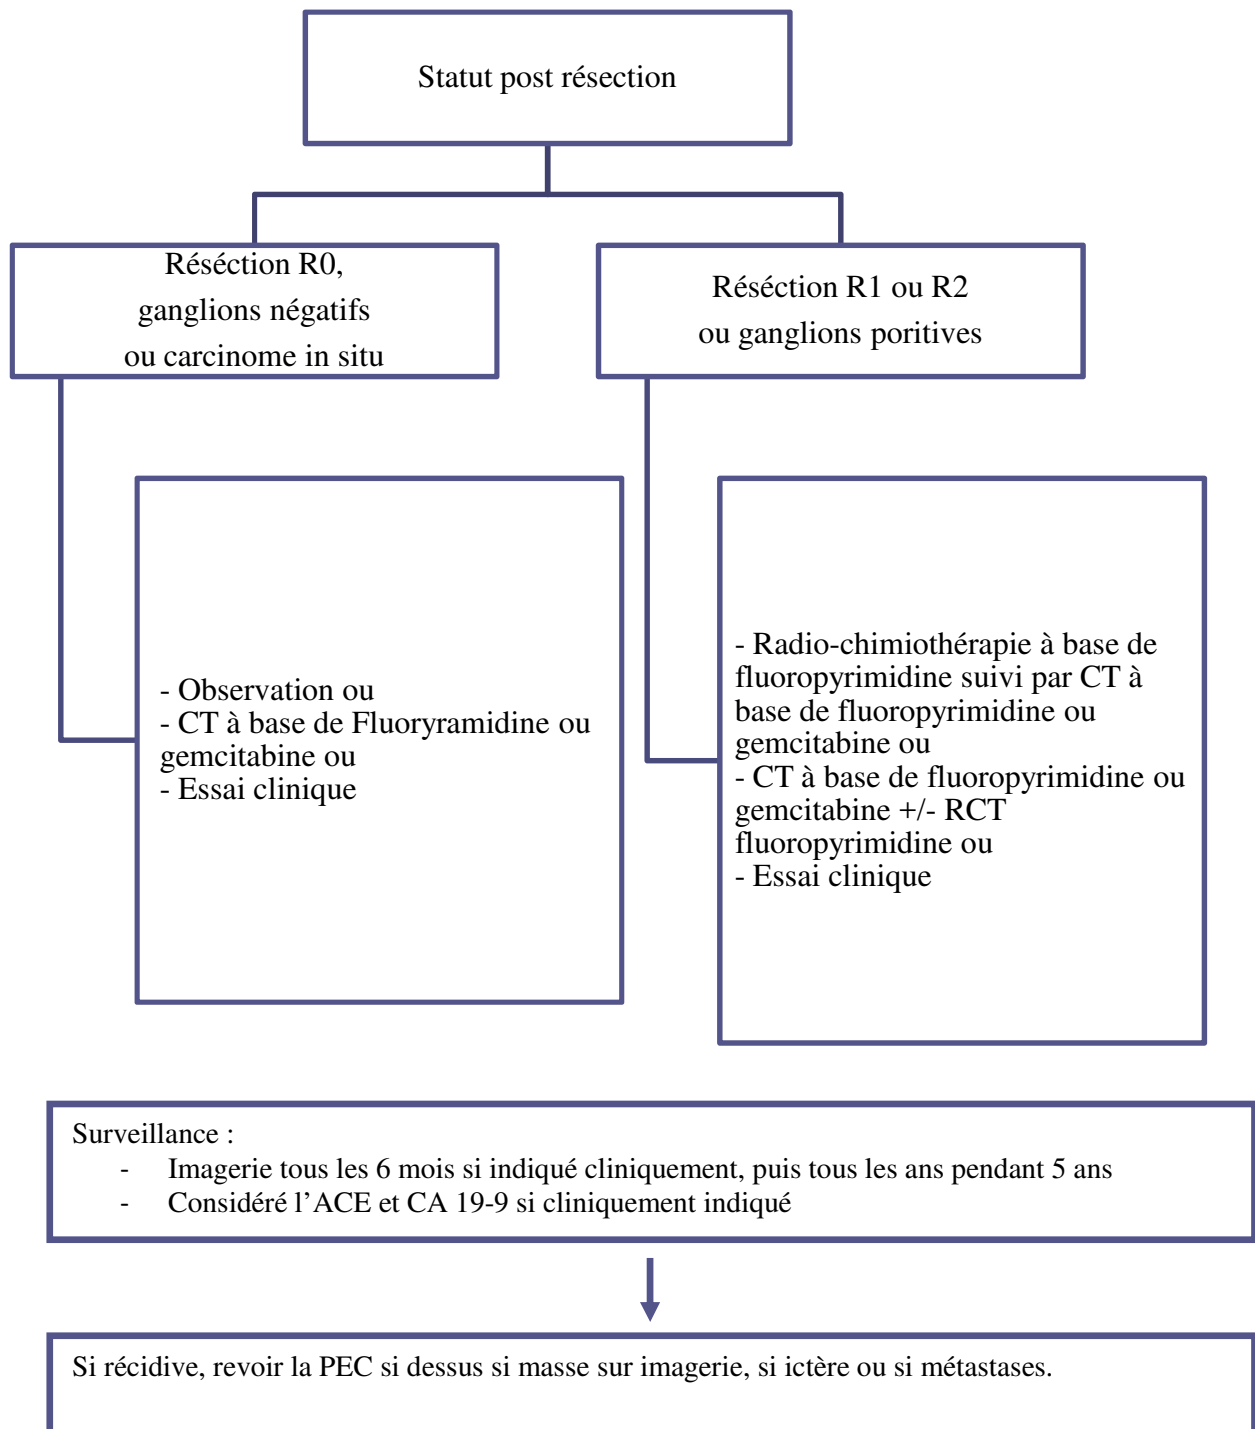 Statut post résection
Réséction R0,
ganglions négatifs
ou carcinome in situ
Réséction R1 ou R2
ou ganglions poritives
- Observation ou
- CT à base de Fluoryramidine ou
gemcitabine ou
- Essai clinique
- Radio-chimiothérapie à base de
fluoropyrimidine suivi par CT à
base de fluoropyrimidine ou
gemcitabine ou
- CT à base de fluoropyrimidine ou
gemcitabine +/- RCT
fluoropyrimidine ou
- Essai clinique
Surveillance :
- Imagerie tous les 6 mois si indiqué cliniquement, puis tous les ans pendant 5 ans
- Considéré l’ACE et CA 19-9 si cliniquement indiqué
Si récidive, revoir la PEC si dessus si masse sur imagerie, si ictère ou si métastases.